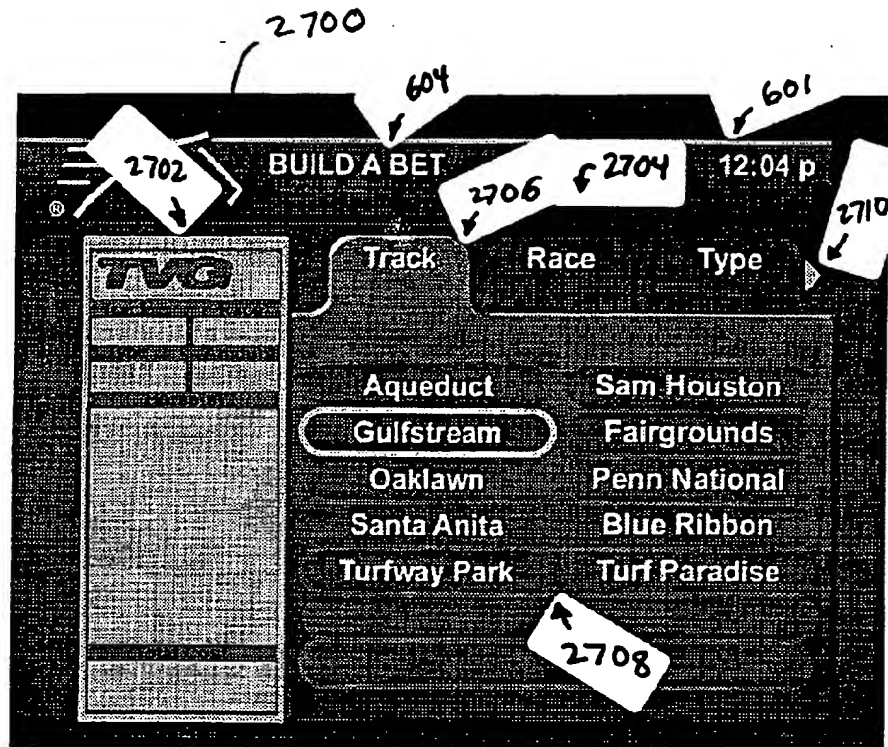 2700
604
601
2702
BUILD A BET
2706
2704
12:04 p
2710
®
TVG
Track Race Type
Aqueduct Sam Houston
Gulfstream Fairgrounds
Oaklawn Penn National
Santa Anita Blue Ribbon
Turfway Park Turf Paradise
2708